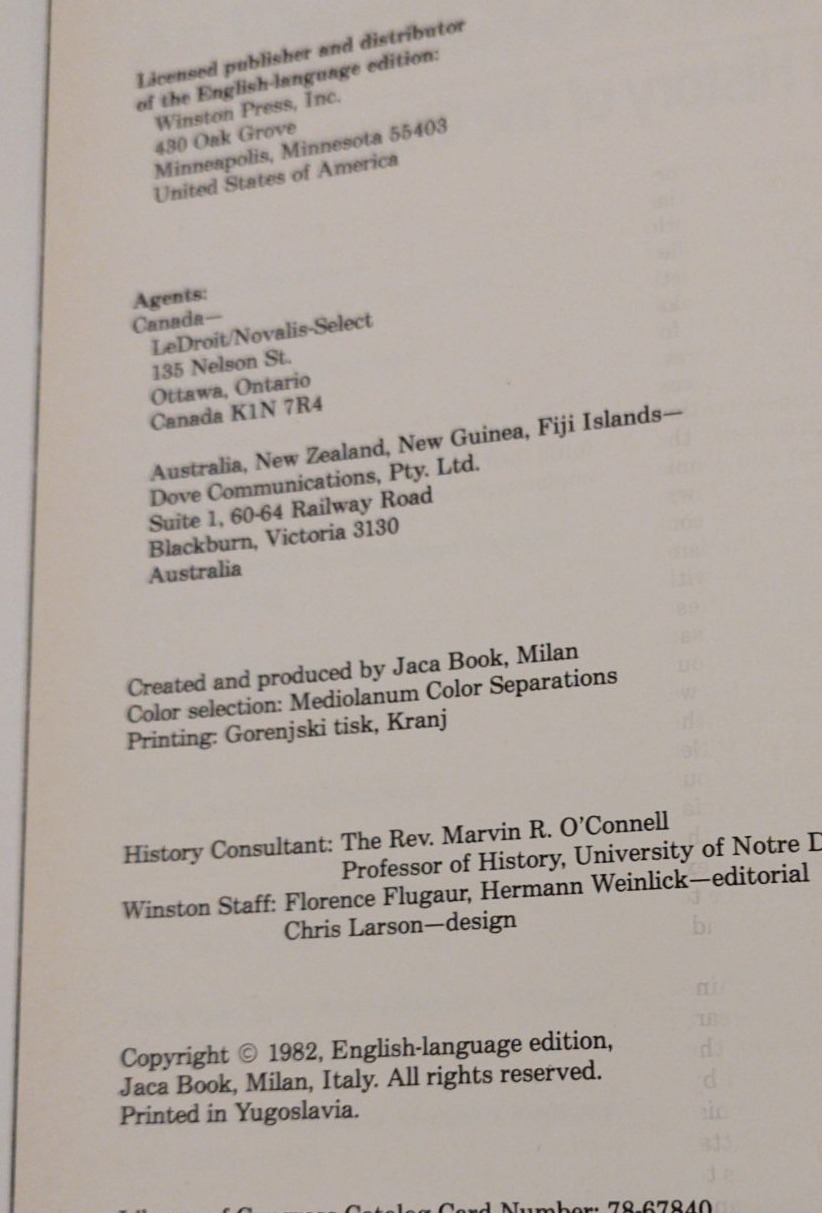 Licensed publisher and distributor
of the English-language edition:
Winston Press, Inc.
430 Oak Grove
Minneapolis, Minnesota 55403
United States of America
Agents:
Canada—
LeDroit/Novalis-Select
135 Nelson St.
Ottawa, Ontario
Canada K1N 7R4
Australia, New Zealand, New Guinea, Fiji Islands—
Dove Communications, Pty. Ltd.
Suite 1, 60-64 Railway Road
Blackburn, Victoria 3130
Australia
Created and produced by Jaca Book, Milan
Color selection: Mediolanum Color Separations
Printing: Gorenjski tisk, Kranj
History Consultant: The Rev. Marvin R. O'Connell
Professor of History, University of Notre D
Winston Staff: Florence Flugaur, Hermann Weinlick—editorial
Chris Larson—design
Copyright © 1982, English-language edition,
Jaca Book, Milan, Italy. All rights reserved.
Printed in Yugoslavia.
Library of Congress Catalog Card Number: 78-67840